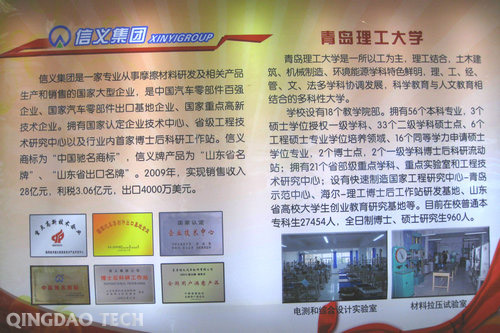 信义集团 XINYIGROUP
信义集团是一家专业从事摩擦材料研发及相关产品
生产和销售的国家大型企业，是中国汽车零部件百强
企业、国家汽车零部件出口基地企业、国家重点高新
技术企业。拥有国家认定企业技术中心、省级工程技
术研究中心以及行业内首家博士后科研工作站。信义
商标为“中国驰名商标”，信义牌产品为“山东省名
牌”、“山东省出口名牌”。2009年，实现销售收入
28亿元，利税3.06亿元、出口4000万美元。
企业技术中心
博士后科研工作站
青岛理工大学
青岛理工大学是一所以工为主，理工结合，土木建
筑、机械制造、环境能源学科特色鲜明，理、工、经、
管、文、法多学科协调发展，科学教育与人文教育相
结合的多科性大学。
学校设有18个教学院部。拥有56个本科专业，3个
硕士学位授权一级学科、33个二级学科硕士点，6个
工程硕士专业学位培养领域、16个同等学力申请硕士
学位专业，2个博士点，2个一级学科博士后科研流动
站；拥有21个省部级重点学科、重点实验室和工程技
术研究中心；设有快速制造国家工程研究中心-青岛
示范中心、海尔-理工博士后工作站研发基地、山东
省高校大学生创业教育研究基地等。目前在校普通本
专科生27454人，全日制博士、硕士研究生960人。
电测和综合设计实验室
材料拉压试验室
QINGDAO TECH